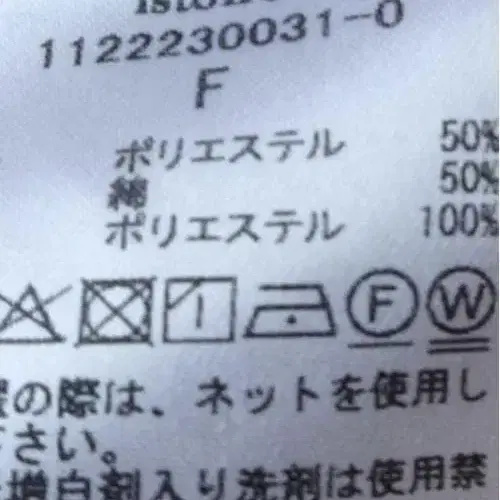 1122230031-0
F
ポリエステル 50%
綿 50%
ポリエステル 100%
F W
の際は、ネットを使用し
さい。
増白剤入り洗剤は使用禁